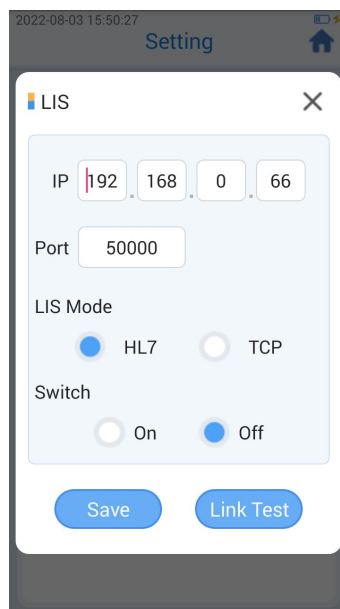 2022-08-03 15:50:27
Setting
LIS
IP 192 . 168 . 0 . 66
Port 50000
LIS Mode
HL7 TCP
Switch
On Off
Save Link Test